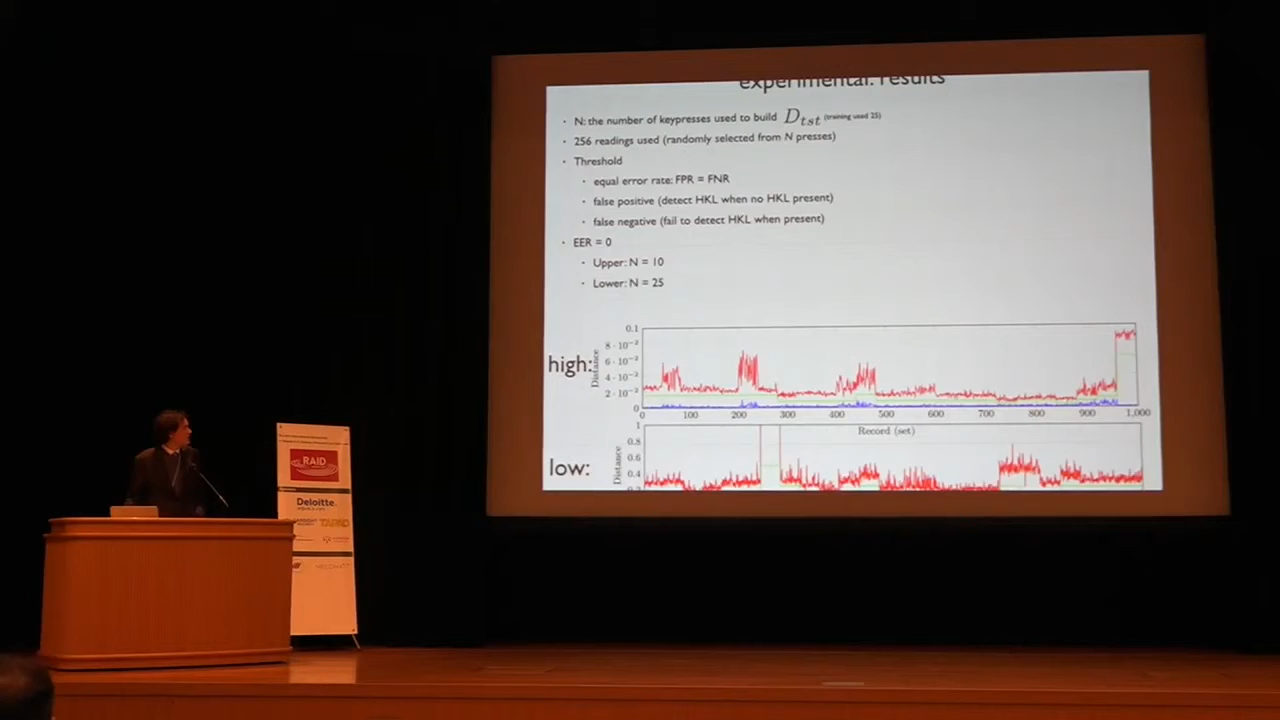 experimental: results
· N: the number of keypresses used to build D_tst (training used 25)
· 256 readings used (randomly selected from N presses)
· Threshold
· equal error rate: FPR = FNR
· false positive (detect HKL when no HKL present)
· false negative (fail to detect HKL when present)
· EER = 0
· Upper: N = 10
· Lower: N = 25
high:
Distance
0.1
8 · 10⁻²
6 · 10⁻²
4 · 10⁻²
2 · 10⁻²
0
0 100 200 300 400 500 600 700 800 900 1,000
Record (set)
low:
Distance
1
0.8
0.6
0.4
0.2
RAID
Deloitte.